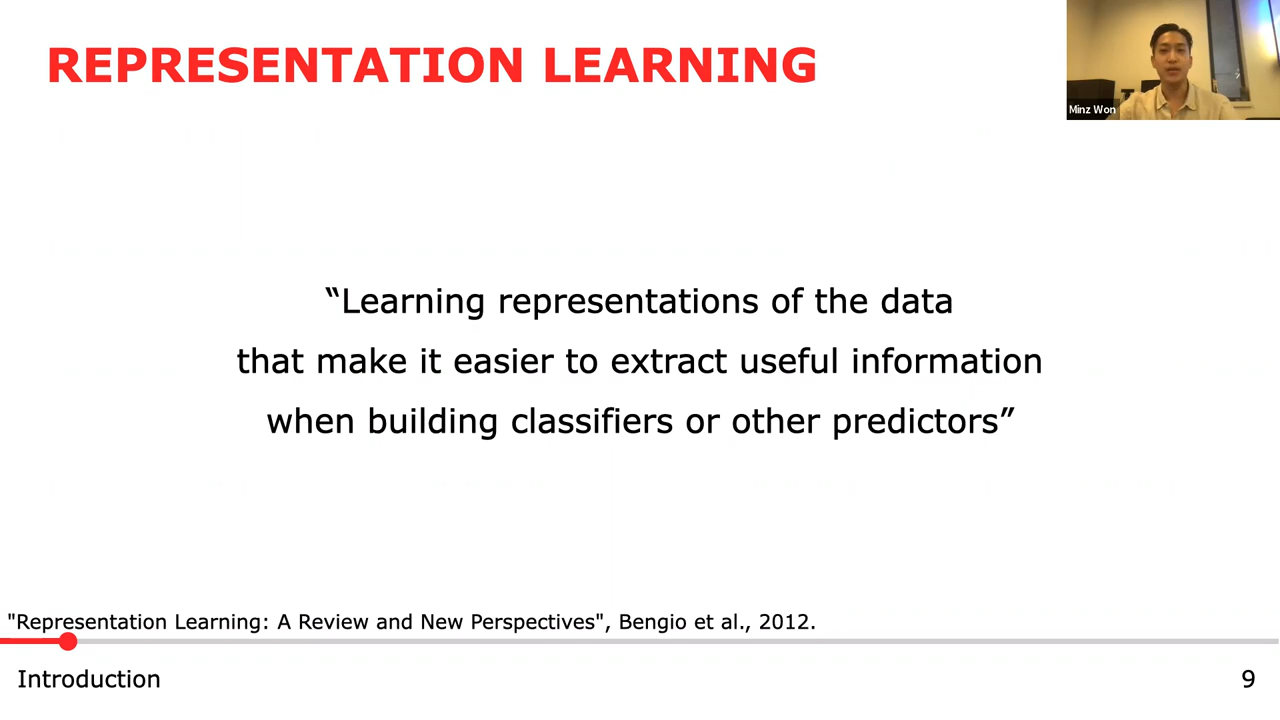 REPRESENTATION LEARNING
Minz Won
“Learning representations of the data
that make it easier to extract useful information
when building classifiers or other predictors”
"Representation Learning: A Review and New Perspectives", Bengio et al., 2012.
Introduction
9